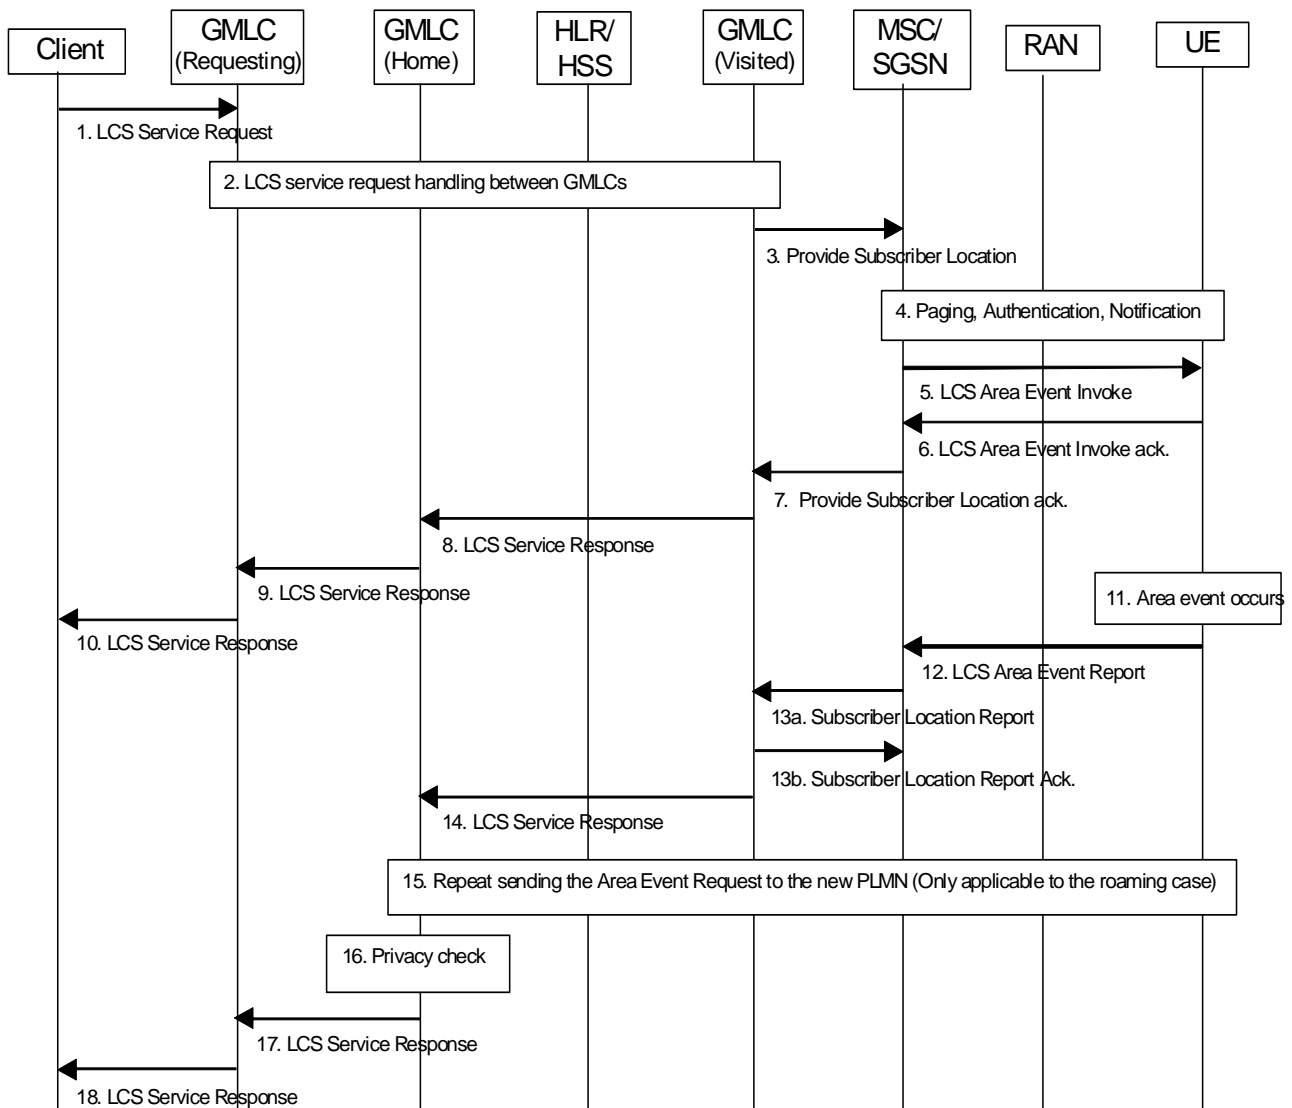 Client
GMLC
(Requesting)
GMLC
(Home)
HLR/
HSS
GMLC
(Visited)
MSC/
SGSN
RAN
UE
1. LCS Service Request
2. LCS service request handling between GMLCs
3. Provide Subscriber Location
4. Paging, Authentication, Notification
5. LCS Area Event Invoke
6. LCS Area Event Invoke ack.
7. Provide Subscriber Location ack.
8. LCS Service Response
9. LCS Service Response
10. LCS Service Response
11. Area event occurs
12. LCS Area Event Report
13a. Subscriber Location Report
13b. Subscriber Location Report Ack.
14. LCS Service Response
15. Repeat sending the Area Event Request to the new PLMN (Only applicable to the roaming case)
16. Privacy check
17. LCS Service Response
18. LCS Service Response